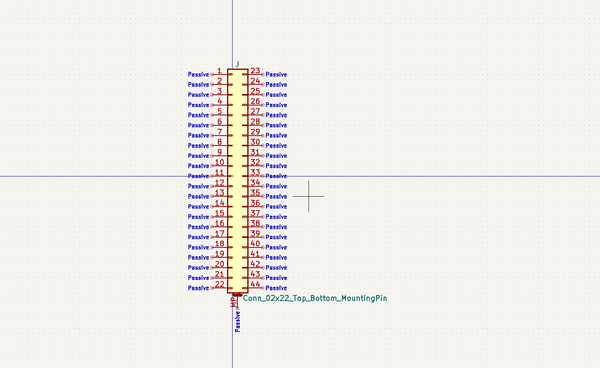 J
Passive 1 23 Passive
Passive 2 24 Passive
Passive 3 25 Passive
Passive 4 26 Passive
Passive 5 27 Passive
Passive 6 28 Passive
Passive 7 29 Passive
Passive 8 30 Passive
Passive 9 31 Passive
Passive 10 32 Passive
Passive 11 33 Passive
Passive 12 34 Passive
Passive 13 35 Passive
Passive 14 36 Passive
Passive 15 37 Passive
Passive 16 38 Passive
Passive 17 39 Passive
Passive 18 40 Passive
Passive 19 41 Passive
Passive 20 42 Passive
Passive 21 43 Passive
Passive 22 44 Passive
MP Conn_02x22_Top_Bottom_MountingPin
Passive